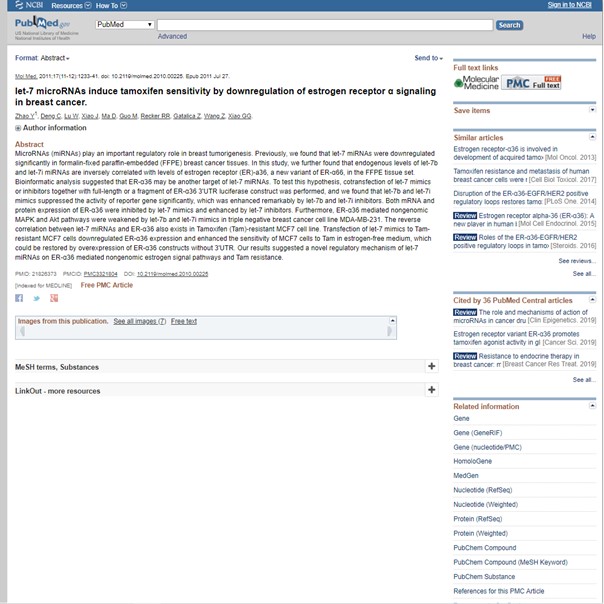 NCBI Resources How To Sign in to NCBI
PubMed.gov
US National Library of Medicine
National Institutes of Health
PubMed Search
Advanced Help
Format: Abstract Send to
Mol Med. 2011;17(11-12):1233-41. doi: 10.2119/molmed.2010.00225. Epub 2011 Jul 27.
let-7 microRNAs induce tamoxifen sensitivity by downregulation of estrogen receptor α signaling
in breast cancer.
Zhao Y1, Deng C, Lu W, Xiao J, Ma D, Guo M, Recker RR, Gatalica Z, Wang Z, Xiao GG.
Author information
Abstract
MicroRNAs (miRNAs) play an important regulatory role in breast tumorigenesis. Previously, we found that let-7 miRNAs were downregulated
significantly in formalin-fixed paraffin-embedded (FFPE) breast cancer tissues. In this study, we further found that endogenous levels of let-7b
and let-7i miRNAs are inversely correlated with levels of estrogen receptor (ER)-a36, a new variant of ER-α66, in the FFPE tissue set.
Bioinformatic analysis suggested that ER-α36 may be another target of let-7 miRNAs. To test this hypothesis, cotransfection of let-7 mimics
or inhibitors together with full-length or a fragment of ER-α36 3'UTR luciferase construct was performed, and we found that let-7b and let-7i
mimics suppressed the activity of reporter gene significantly, which was enhanced remarkably by let-7b and let-7i inhibitors. Both mRNA and
protein expression of ER-α36 were inhibited by let-7 mimics and enhanced by let-7 inhibitors. Furthermore, ER-α36 mediated nongenomic
MAPK and Akt pathways were weakened by let-7b and let-7i mimics in triple negative breast cancer cell line MDA-MB-231. The reverse
correlation between let-7 miRNAs and ER-α36 also exists in Tamoxifen (Tam)-resistant MCF7 cell line. Transfection of let-7 mimics to Tam-
resistant MCF7 cells downregulated ER-α36 expression and enhanced the sensitivity of MCF7 cells to Tam in estrogen-free medium, which
could be restored by overexpression of ER-α36 constructs without 3'UTR. Our results suggested a novel regulatory mechanism of let-7
miRNAs on ER-α36 mediated nongenomic estrogen signal pathways and Tam resistance.
PMID: 21826373 PMCID: PMC3321804 DOI: 10.2119/molmed.2010.00225
[Indexed for MEDLINE] Free PMC Article
Images from this publication. See all images (7) Free text
MeSH terms, Substances
LinkOut - more resources
Full text links
Molecular Medicine PMC FREE Full text
Save items
Similar articles
Estrogen receptor-α36 is involved in
development of acquired tamo [Mol Oncol. 2013]
Tamoxifen resistance and metastasis of human
breast cancer cells were [Cell Biol Toxicol. 2017]
Disruption of the ER-α36-EGFR/HER2 positive
regulatory loops restores tamo [PLoS One. 2014]
Review Estrogen receptor alpha-36 (ER-α36): A
new player in human [Mol Cell Endocrinol. 2015]
Review Roles of the ER-α36-EGFR/HER2
positive regulatory loops in tamo [Steroids. 2016]
See reviews...
See all...
Cited by 36 PubMed Central articles
Review The role and mechanisms of action of
microRNAs in cancer dru [Clin Epigenetics. 2019]
Estrogen receptor variant ER-α36 promotes
tamoxifen agonist activity in gl [Cancer Sci. 2019]
Review Resistance to endocrine therapy in
breast cancer: [Breast Cancer Res Treat. 2019]
See all...
Related information
Gene
Gene (GeneRIF)
Gene (nucleotide/PMC)
HomoloGene
MedGen
Nucleotide (RefSeq)
Nucleotide (Weighted)
Protein (RefSeq)
Protein (Weighted)
PubChem Compound
PubChem Compound (MeSH Keyword)
PubChem Substance
References for this PMC Article